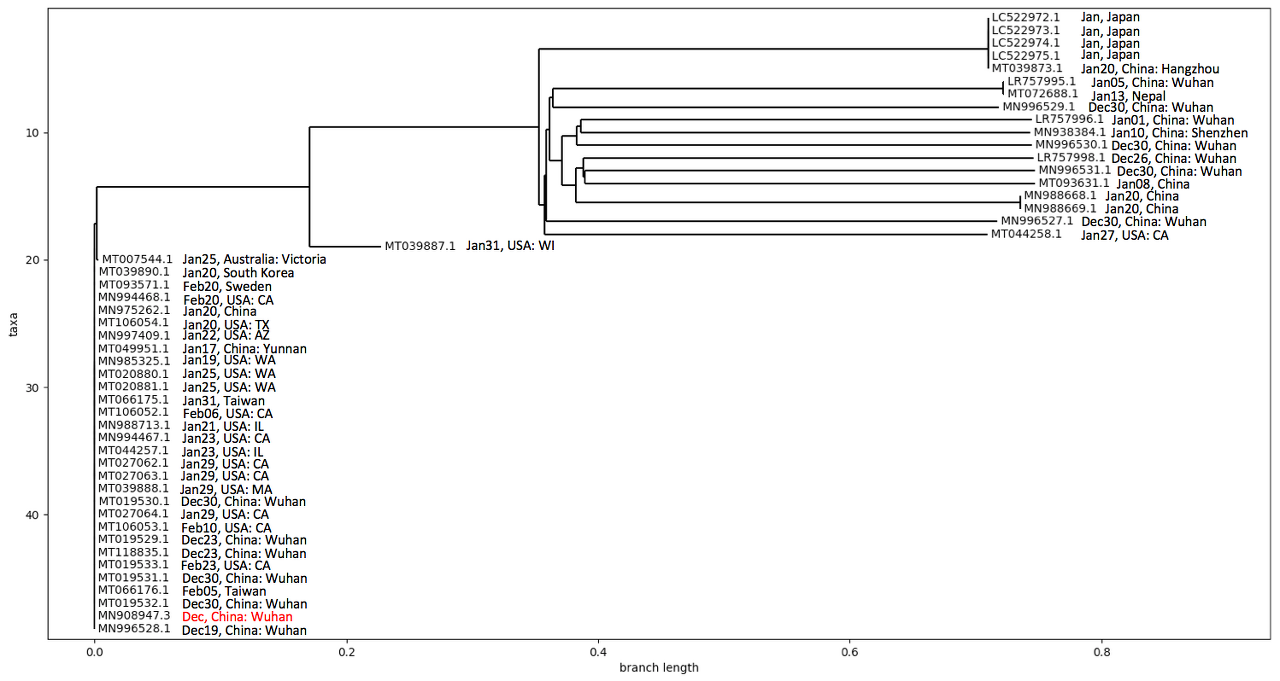 LC522972.1 Jan, Japan
LC522973.1 Jan, Japan
LC522974.1 Jan, Japan
LC522975.1 Jan, Japan
MT039873.1 Jan20, China: Hangzhou
LR757995.1 Jan05, China: Wuhan
MT072688.1 Jan13, Nepal
MN996529.1 Dec30, China: Wuhan
LR757996.1 Jan01, China: Wuhan
10 MN938384.1 Jan10, China: Shenzhen
MN996530.1 Dec30, China: Wuhan
LR757998.1 Dec26, China: Wuhan
MN996531.1 Dec30, China: Wuhan
MT093631.1 Jan08, China
MN988668.1 Jan20, China
MN988669.1 Jan20, China
MN996527.1 Dec30, China: Wuhan
MT044258.1 Jan27, USA: CA
MT039887.1 Jan31, USA: WI
20 MT007544.1 Jan25, Australia: Victoria
MT039890.1 Jan20, South Korea
MT093571.1 Feb20, Sweden
MN994468.1 Feb20, USA: CA
MN975262.1 Jan20, China
MT106054.1 Jan20, USA: TX
taxa
MN997409.1 Jan22, USA: AZ
MT049951.1 Jan17, China: Yunnan
MN985325.1 Jan19, USA: WA
MT020880.1 Jan25, USA: WA
30 MT020881.1 Jan25, USA: WA
MT066175.1 Jan31, Taiwan
MT106052.1 Feb06, USA: CA
MN988713.1 Jan21, USA: IL
MN994467.1 Jan23, USA: CA
MT044257.1 Jan23, USA: IL
MT027062.1 Jan29, USA: CA
MT027063.1 Jan29, USA: CA
MT039888.1 Jan29, USA: MA
MT019530.1 Dec30, China: Wuhan
40 MT027064.1 Jan29, USA: CA
MT106053.1 Feb10, USA: CA
MT019529.1 Dec23, China: Wuhan
MT118835.1 Dec23, China: Wuhan
MT019533.1 Feb23, USA: CA
MT019531.1 Dec30, China: Wuhan
MT066176.1 Feb05, Taiwan
MT019532.1 Dec30, China: Wuhan
MN908947.3 Dec, China: Wuhan
MN996528.1 Dec19, China: Wuhan
0.0 0.2 0.4 0.6 0.8
branch length